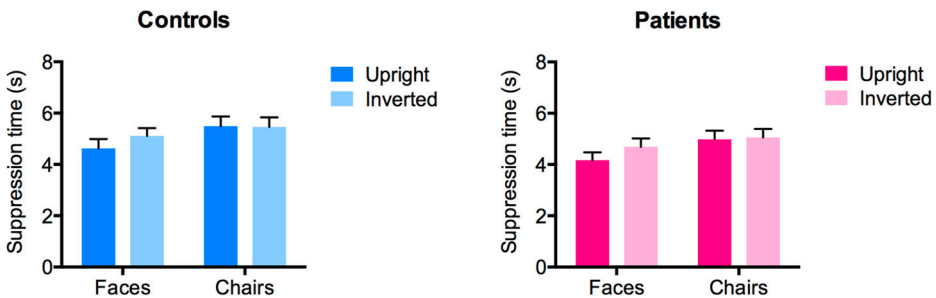 Controls
Suppression time (s)
8
6
4
2
0
Faces
Chairs
Upright
Inverted
Patients
Suppression time (s)
8
6
4
2
0
Faces
Chairs
Upright
Inverted